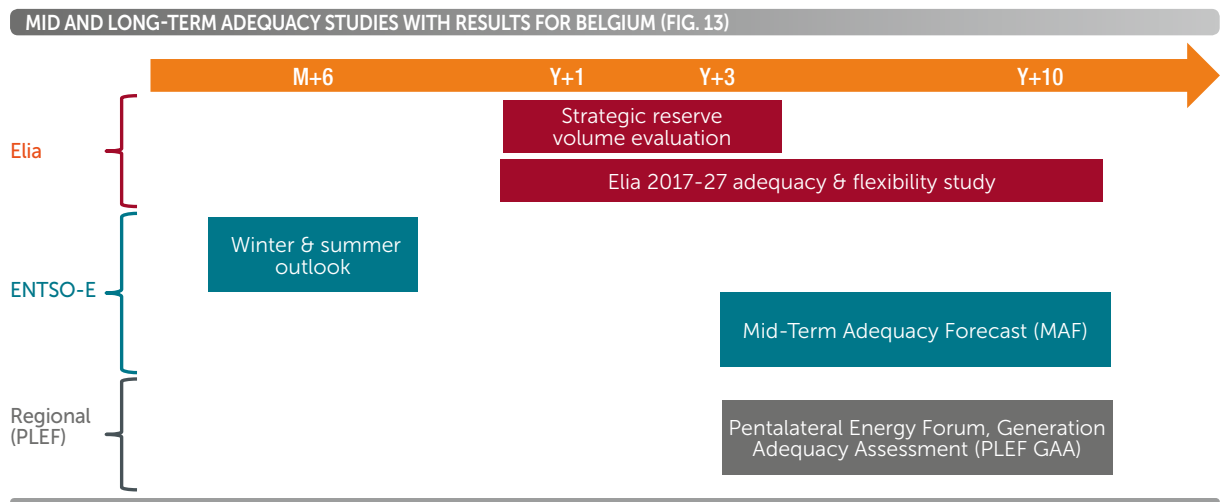 MID AND LONG-TERM ADEQUACY STUDIES WITH RESULTS FOR BELGIUM (FIG. 13)
M+6 Y+1 Y+3 Y+10
Elia
Strategic reserve
volume evaluation
Elia 2017-27 adequacy & flexibility study
ENTSO-E
Winter & summer
outlook
Mid-Term Adequacy Forecast (MAF)
Regional
(PLEF)
Pentalateral Energy Forum, Generation
Adequacy Assessment (PLEF GAA)